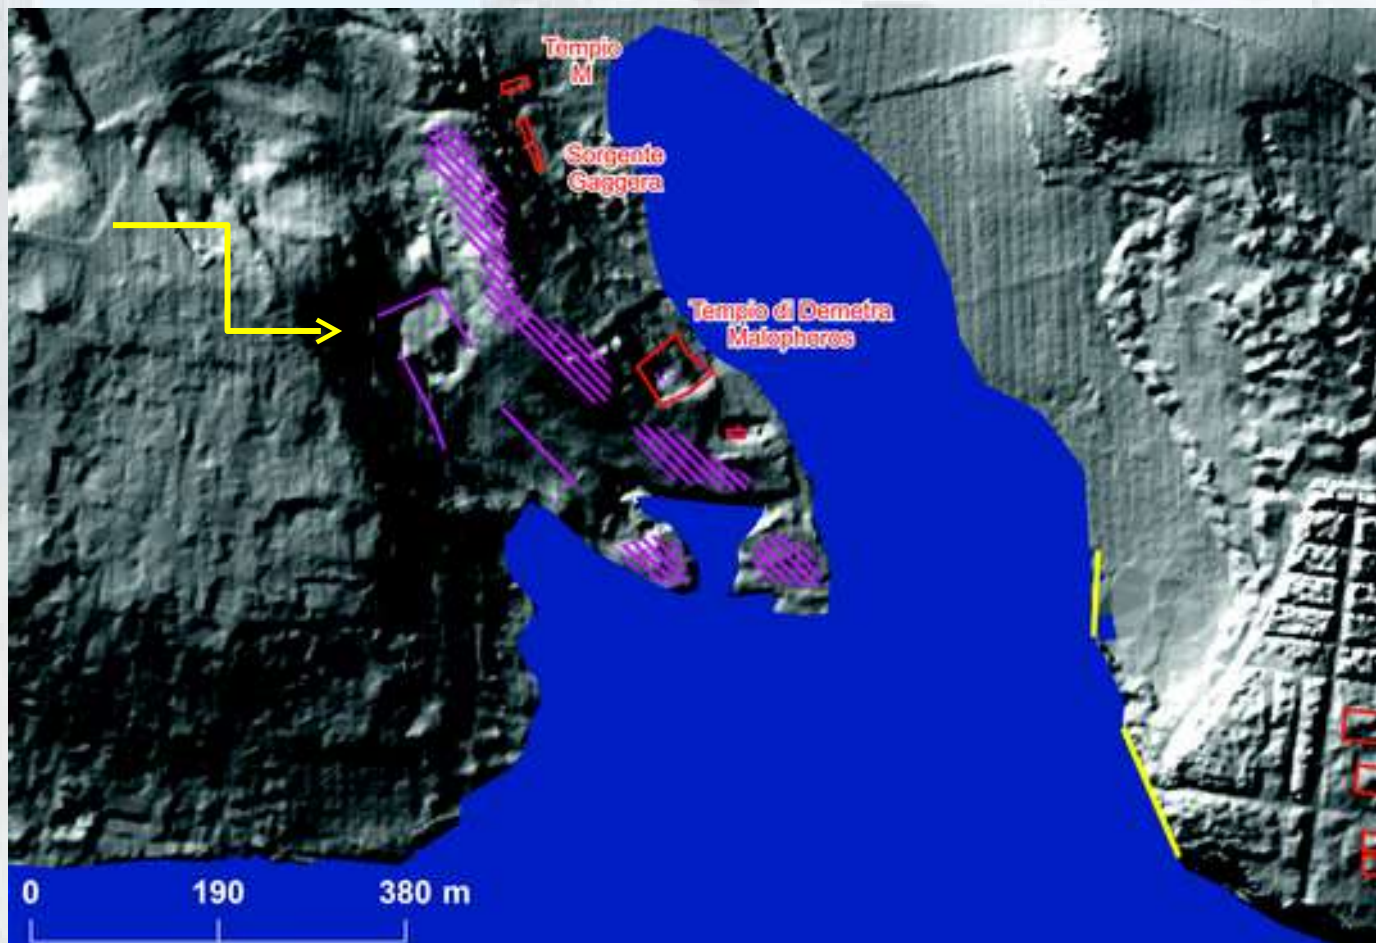 Tempio
M
Sorgente
Gaggera
Tempio di Demetra
Malophoros
0 190 380 m